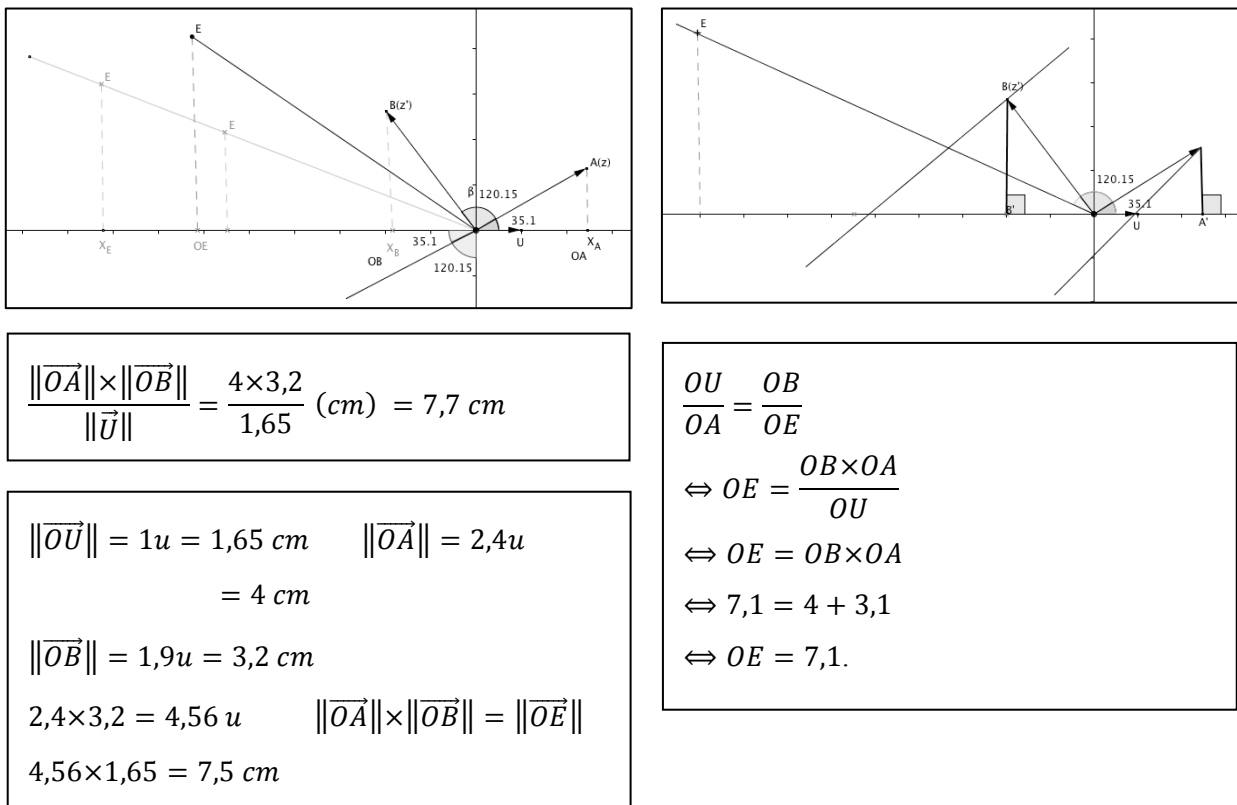 E
E
E
B(z')
A(z)
β
120.15
35.1
X_E
OE
X_B
35.1
U
X_A
OB
OA
120.15
E
B(z')
120.15
35.1
B'
U
A'
‖OA⃗‖×‖OB⃗‖ / ‖U⃗‖ = 4×3,2 / 1,65 (cm) = 7,7 cm
‖OU⃗‖ = 1u = 1,65 cm ‖OA⃗‖ = 2,4u
= 4 cm
‖OB⃗‖ = 1,9u = 3,2 cm
2,4×3,2 = 4,56 u ‖OA⃗‖×‖OB⃗‖ = ‖OE⃗‖
4,56×1,65 = 7,5 cm
OU/OA = OB/OE
⇔ OE = OB×OA / OU
⇔ OE = OB×OA
⇔ 7,1 = 4 + 3,1
⇔ OE = 7,1.